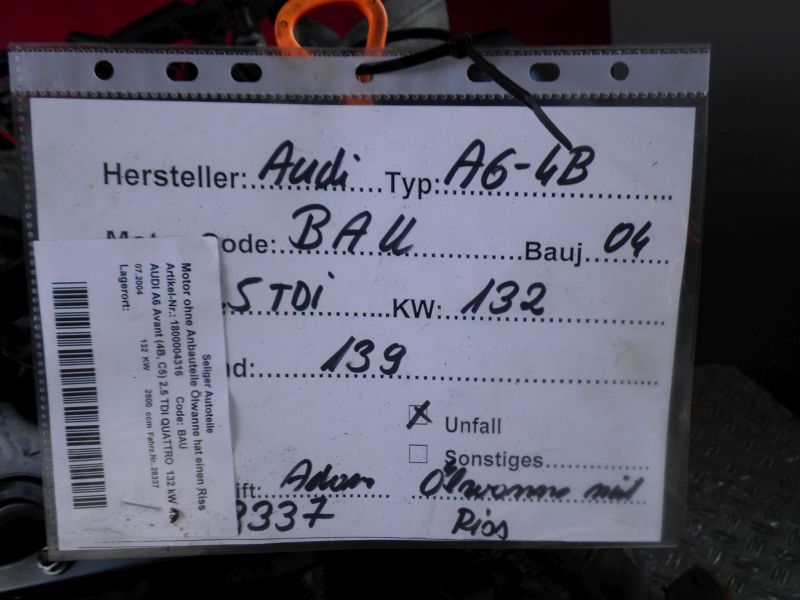 Hersteller: Audi Typ: A6-4B
Code: BAU Bauj 04
.5 TDi KW: 132
nd: 139
Unfall
Sonstiges
ift: Adam Ölwanne mit
3337 Riss
Seliger Autoteile
Motor ohne Anbauteile Ölwanne hat einen Riss
Artikel-Nr.: 1800004316 Code: BAU
AUDI A6 Avant (4B, C5) 2.5 TDI QUATTRO 132 kW
07.2004 132 KW 2500 ccm Fahrz.Nr. 28337
Lagerort: